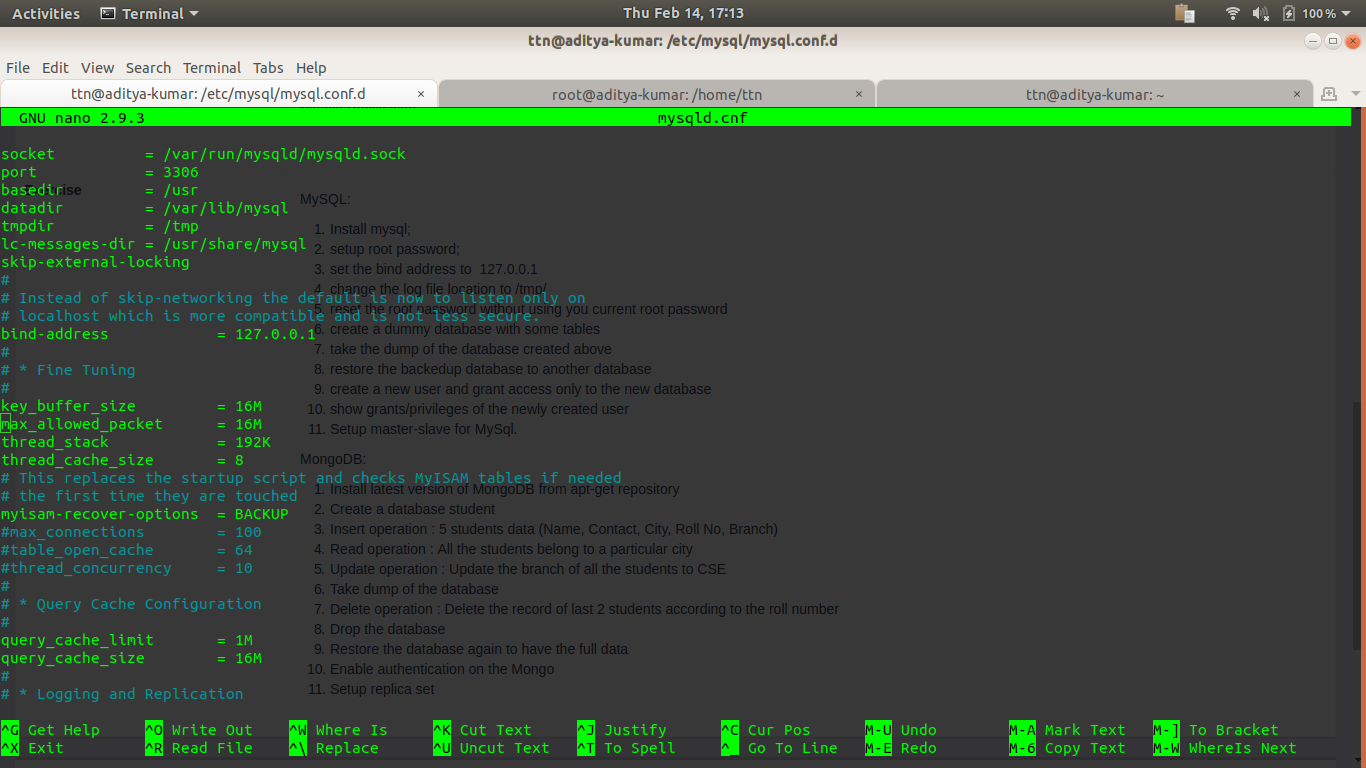 Activities Terminal Thu Feb 14, 17:13 100%
ttn@aditya-kumar: /etc/mysql/mysql.conf.d
File Edit View Search Terminal Tabs Help
ttn@aditya-kumar: /etc/mysql/mysql.conf.d × root@aditya-kumar: /home/ttn × ttn@aditya-kumar: ~ ×
GNU nano 2.9.3 mysqld.cnf
socket = /var/run/mysqld/mysqld.sock
port = 3306
basedir = /usr
datadir = /var/lib/mysql
tmpdir = /tmp
lc-messages-dir = /usr/share/mysql
skip-external-locking
#
# Instead of skip-networking the default is now to listen only on
# localhost which is more compatible and is not less secure.
bind-address = 127.0.0.1
#
# * Fine Tuning
#
key_buffer_size = 16M
max_allowed_packet = 16M
thread_stack = 192K
thread_cache_size = 8
# This replaces the startup script and checks MyISAM tables if needed
# the first time they are touched
myisam-recover-options = BACKUP
#max_connections = 100
#table_open_cache = 64
#thread_concurrency = 10
#
# * Query Cache Configuration
#
query_cache_limit = 1M
query_cache_size = 16M
#
# * Logging and Replication
^G Get Help ^O Write Out ^W Where Is ^K Cut Text ^J Justify ^C Cur Pos M-U Undo M-A Mark Text M-] To Bracket
^X Exit ^R Read File ^\ Replace ^U Uncut Text ^T To Spell ^_ Go To Line M-E Redo M-6 Copy Text M-W WhereIs Next
MySQL:
1. Install mysql;
2. setup root password;
3. set the bind address to 127.0.0.1
4. change the log file location to /tmp/
5. reset the root password without using you current root password
6. create a dummy database with some tables
7. take the dump of the database created above
8. restore the backedup database to another database
9. create a new user and grant access only to the new database
10. show grants/privileges of the newly created user
11. Setup master-slave for MySql.
MongoDB:
1. Install latest version of MongoDB from apt-get repository
2. Create a database student
3. Insert operation : 5 students data (Name, Contact, City, Roll No, Branch)
4. Read operation : All the students belong to a particular city
5. Update operation : Update the branch of all the students to CSE
6. Take dump of the database
7. Delete operation : Delete the record of last 2 students according to the roll number
8. Drop the database
9. Restore the database again to have the full data
10. Enable authentication on the Mongo
11. Setup replica set